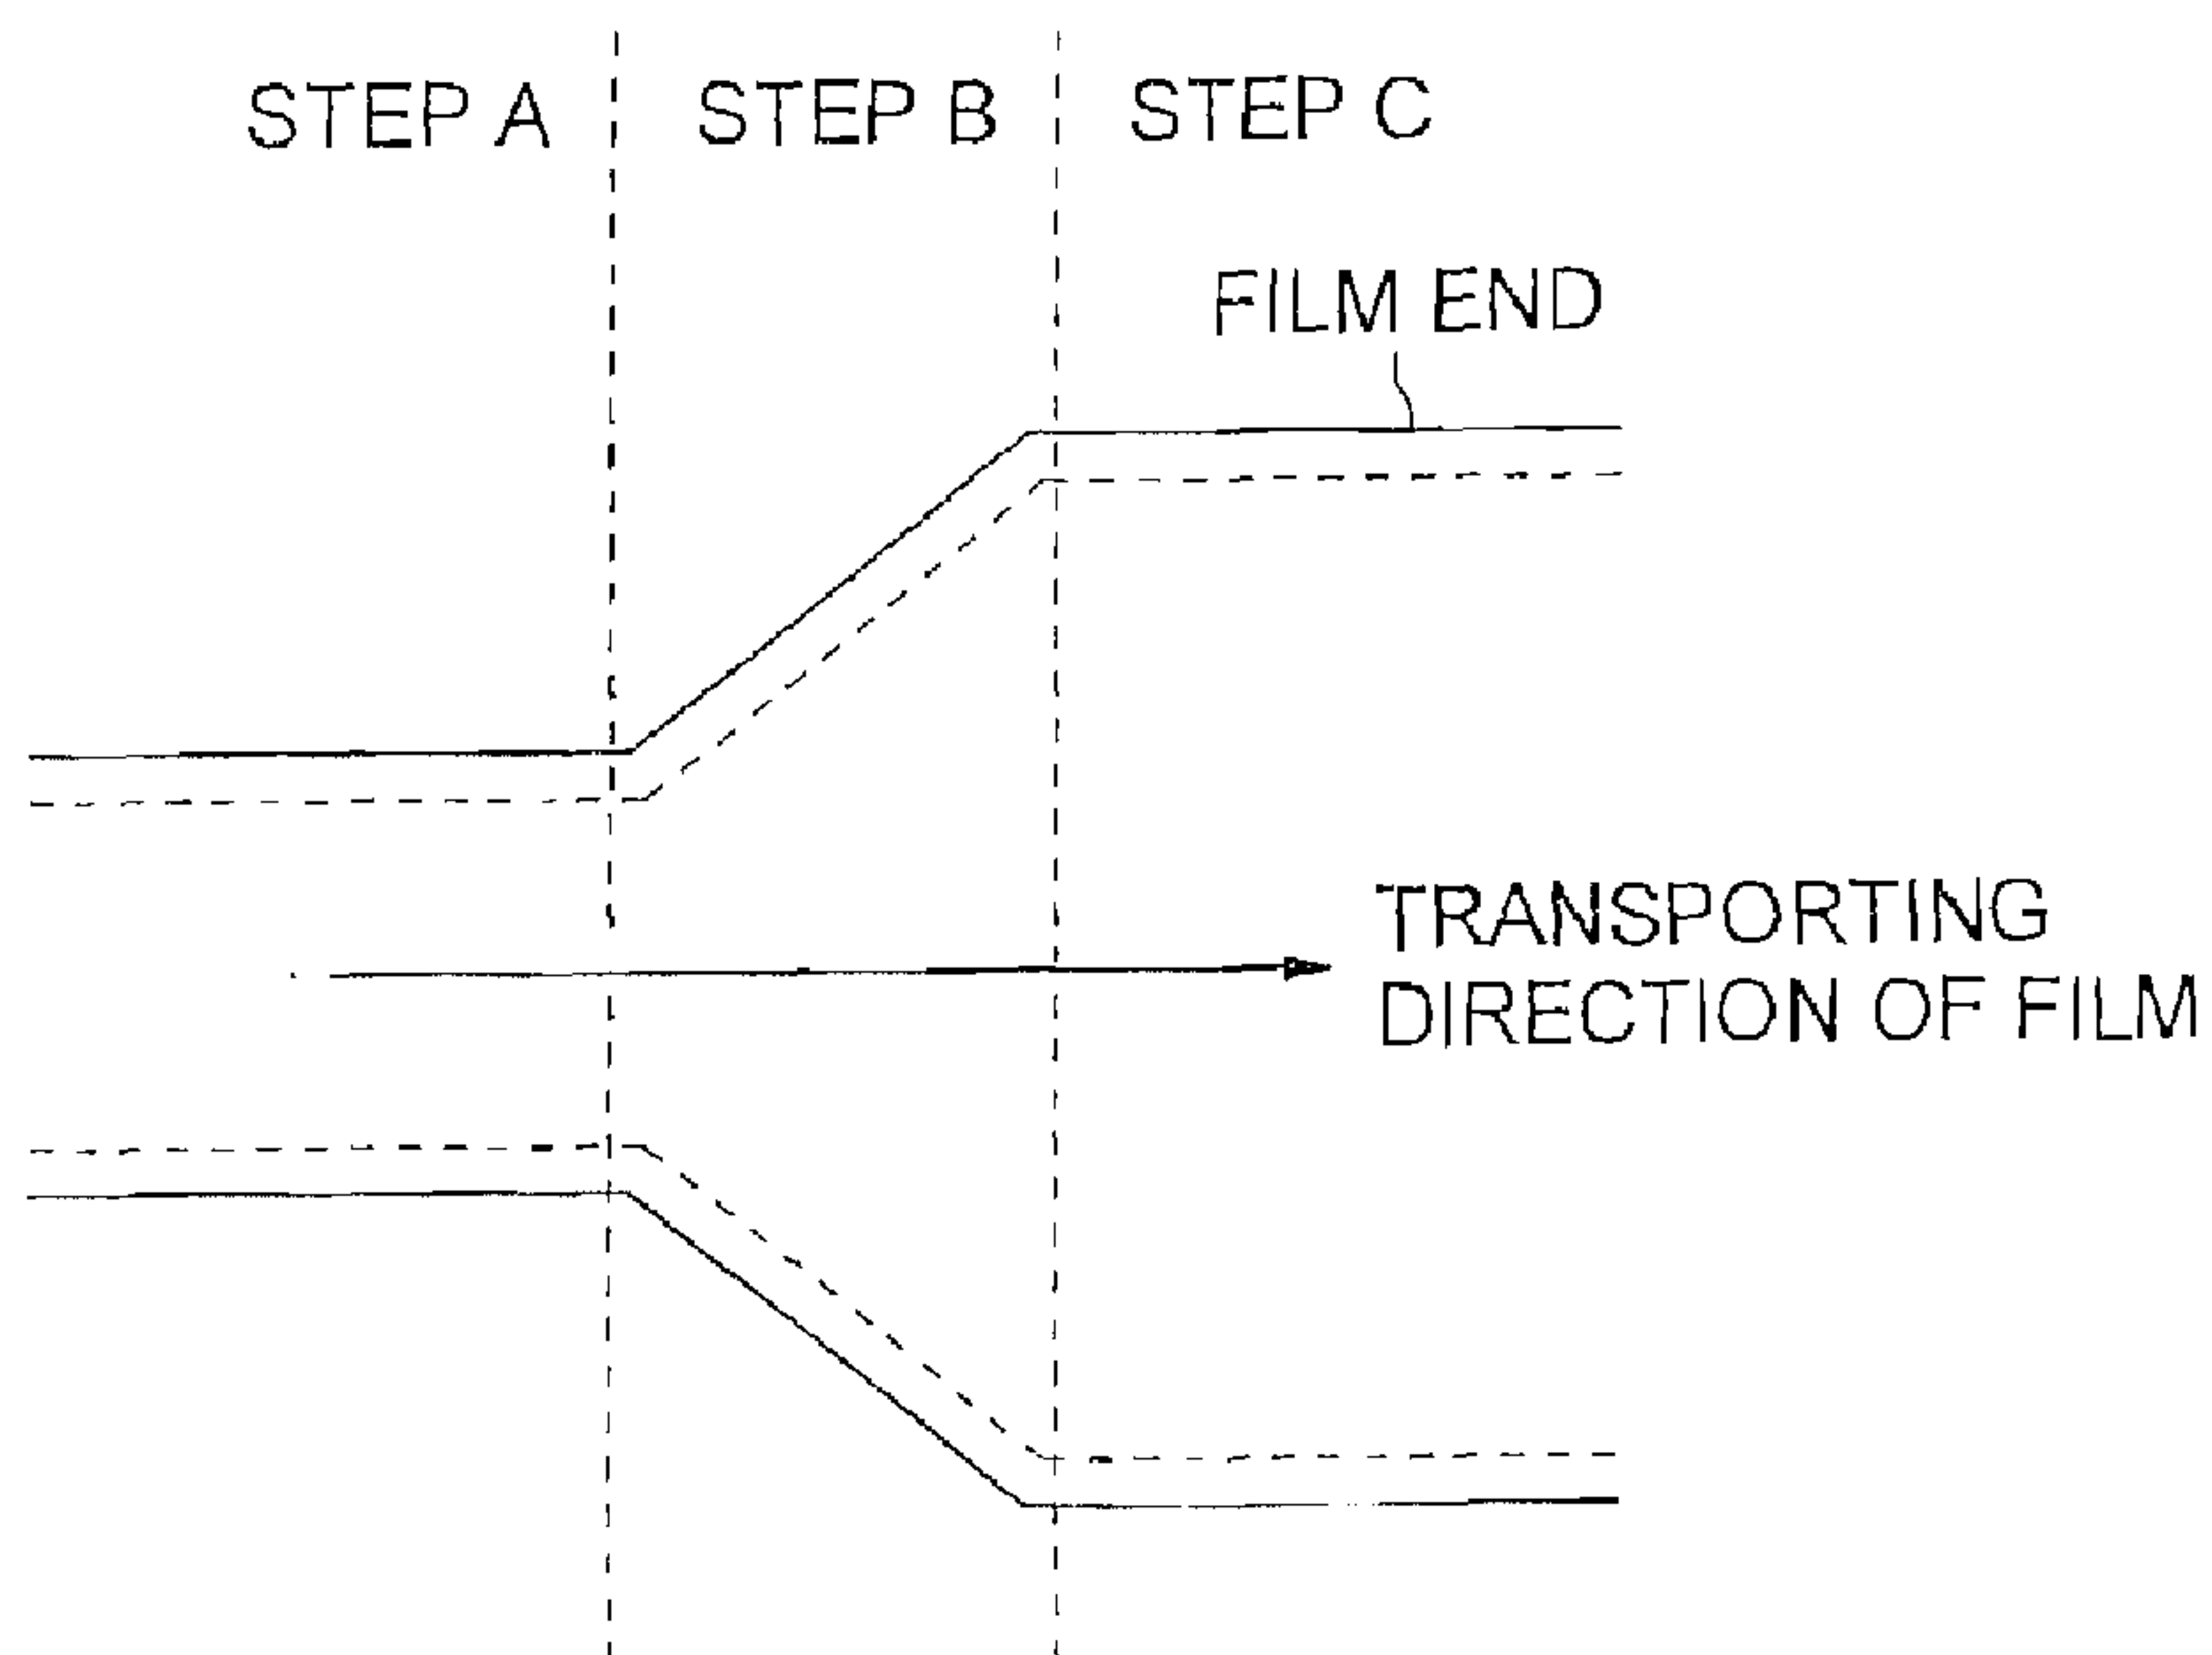 STEP A
STEP B
STEP C
FILM END
TRANSPORTING
DIRECTION OF FILM